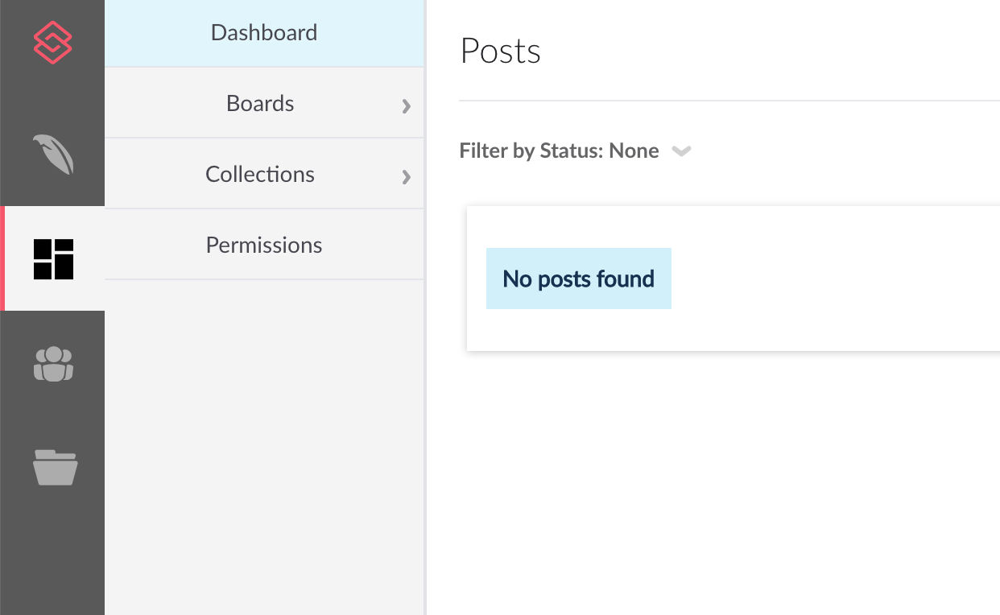 Dashboard
Boards
Collections
Permissions
Posts
Filter by Status: None
No posts found